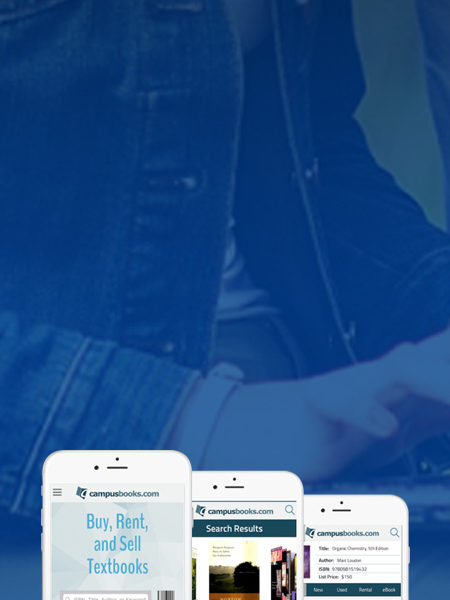 campusbooks.com
Buy, Rent,
and Sell
Textbooks
ISBN, Title, Author, or Keyword
campusbooks.com
Search Results
campusbooks.com
Title: Organic Chemistry, 5th Edition
Author: Marc Loudon
ISBN: 9780981519432
List Price: $150
New Used Rental eBook